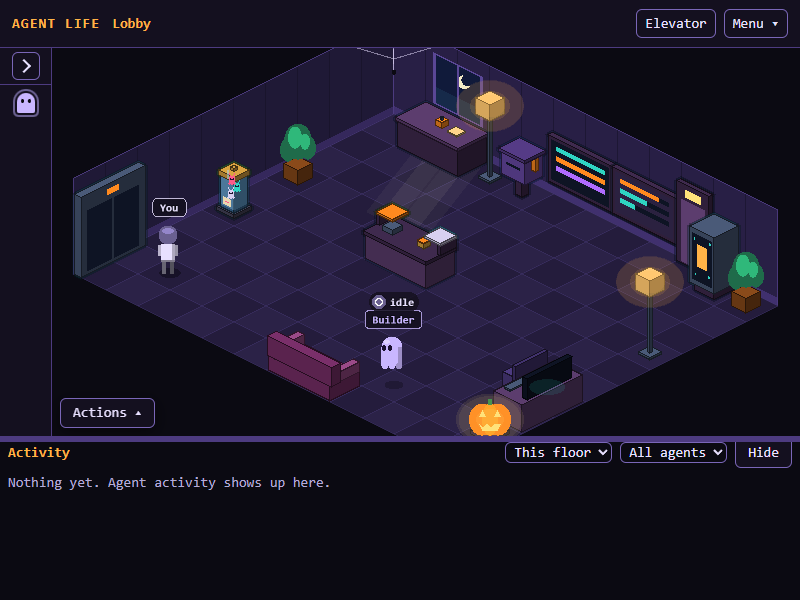 AGENT LIFE Lobby
Elevator
Menu ▾
You
idle
Builder
Actions ▴
Activity
This floor
All agents
Hide
Nothing yet. Agent activity shows up here.